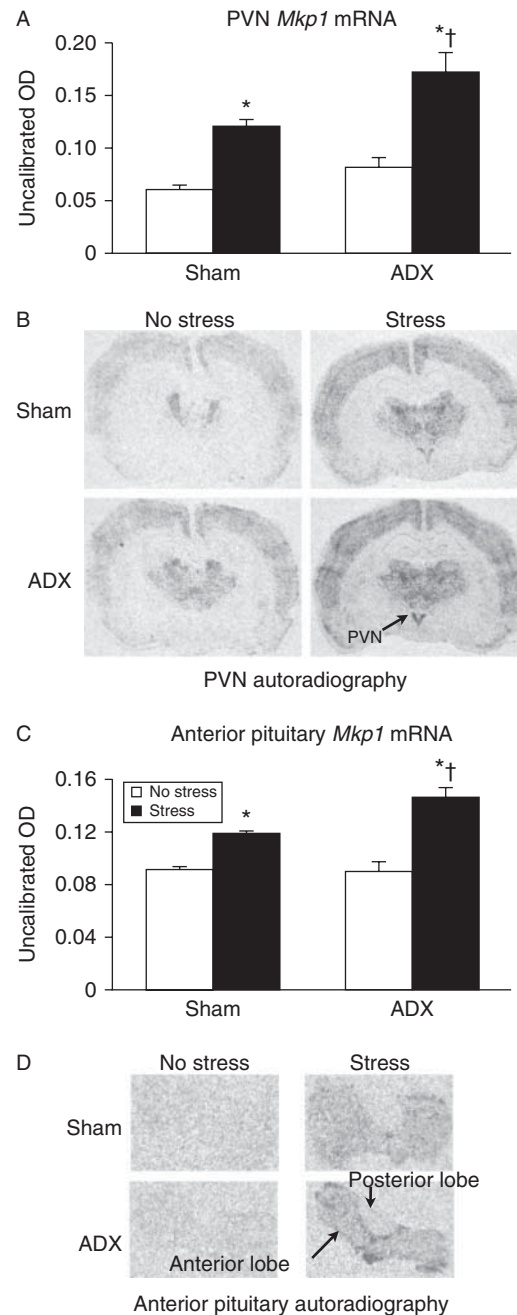 A PVN Mkp1 mRNA
Uncalibrated OD
0.20
0.15
0.10
0.05
0
*
*†
Sham ADX
B No stress Stress
Sham
ADX
PVN
PVN autoradiography
C Anterior pituitary Mkp1 mRNA
Uncalibrated OD
0.16
0.12
0.08
0.04
0
No stress
Stress
*
*†
Sham ADX
D No stress Stress
Sham
ADX
Posterior lobe
Anterior lobe
Anterior pituitary autoradiography